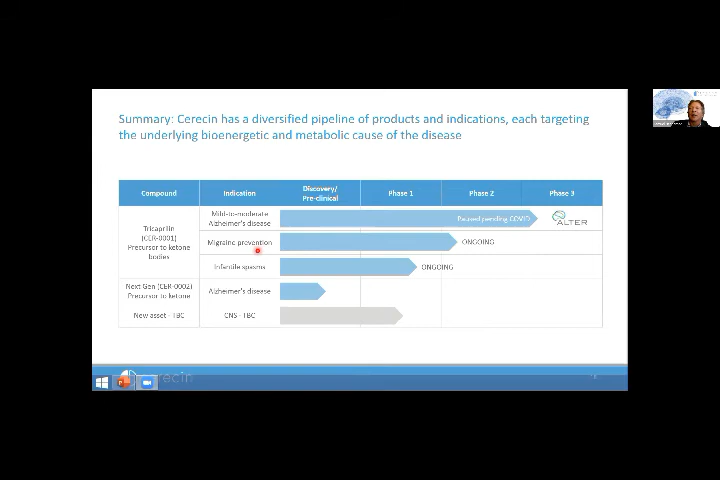 Summary: Cerecin has a diversified pipeline of products and indications, each targeting
the underlying bioenergetic and metabolic cause of the disease
Compound
Indication
Discovery/
Pre-clinical
Phase 1
Phase 2
Phase 3
Tricaprilin
(CER-0001)
Precursor to ketone
bodies
Mild-to-moderate
Alzheimer's disease
Paused pending COVID
ALTER
Migraine prevention
ONGOING
Infantile spasms
ONGOING
Next Gen (CER-0002)
Precursor to ketone
Alzheimer's disease
New asset - TBC
CNS - TBC